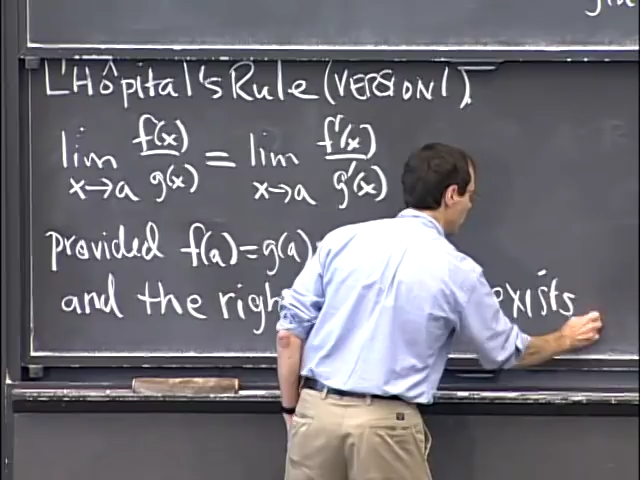 L'Hôpital's Rule (VERSION 1)
lim x→a f(x)/g(x) = lim x→a f'(x)/g'(x)
provided f(a)=g(a)
and the righ exists